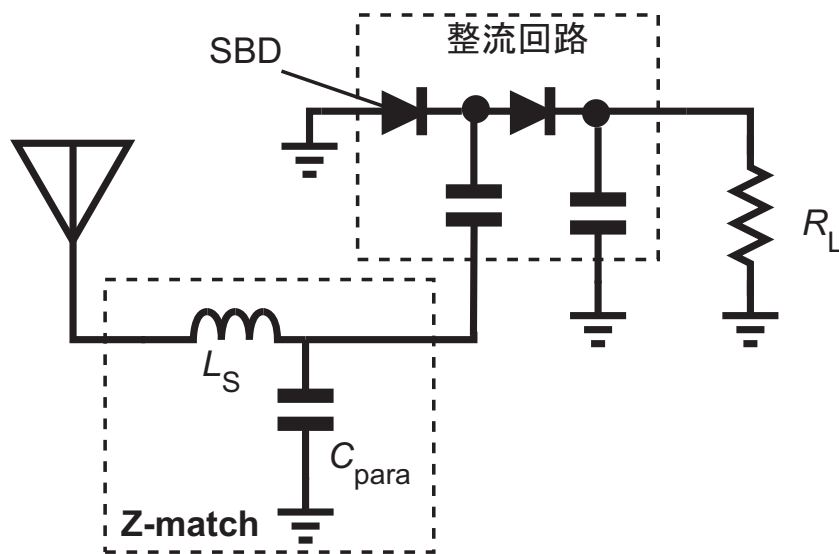 整流回路
SBD
R_L
L_S
C_para
Z-match